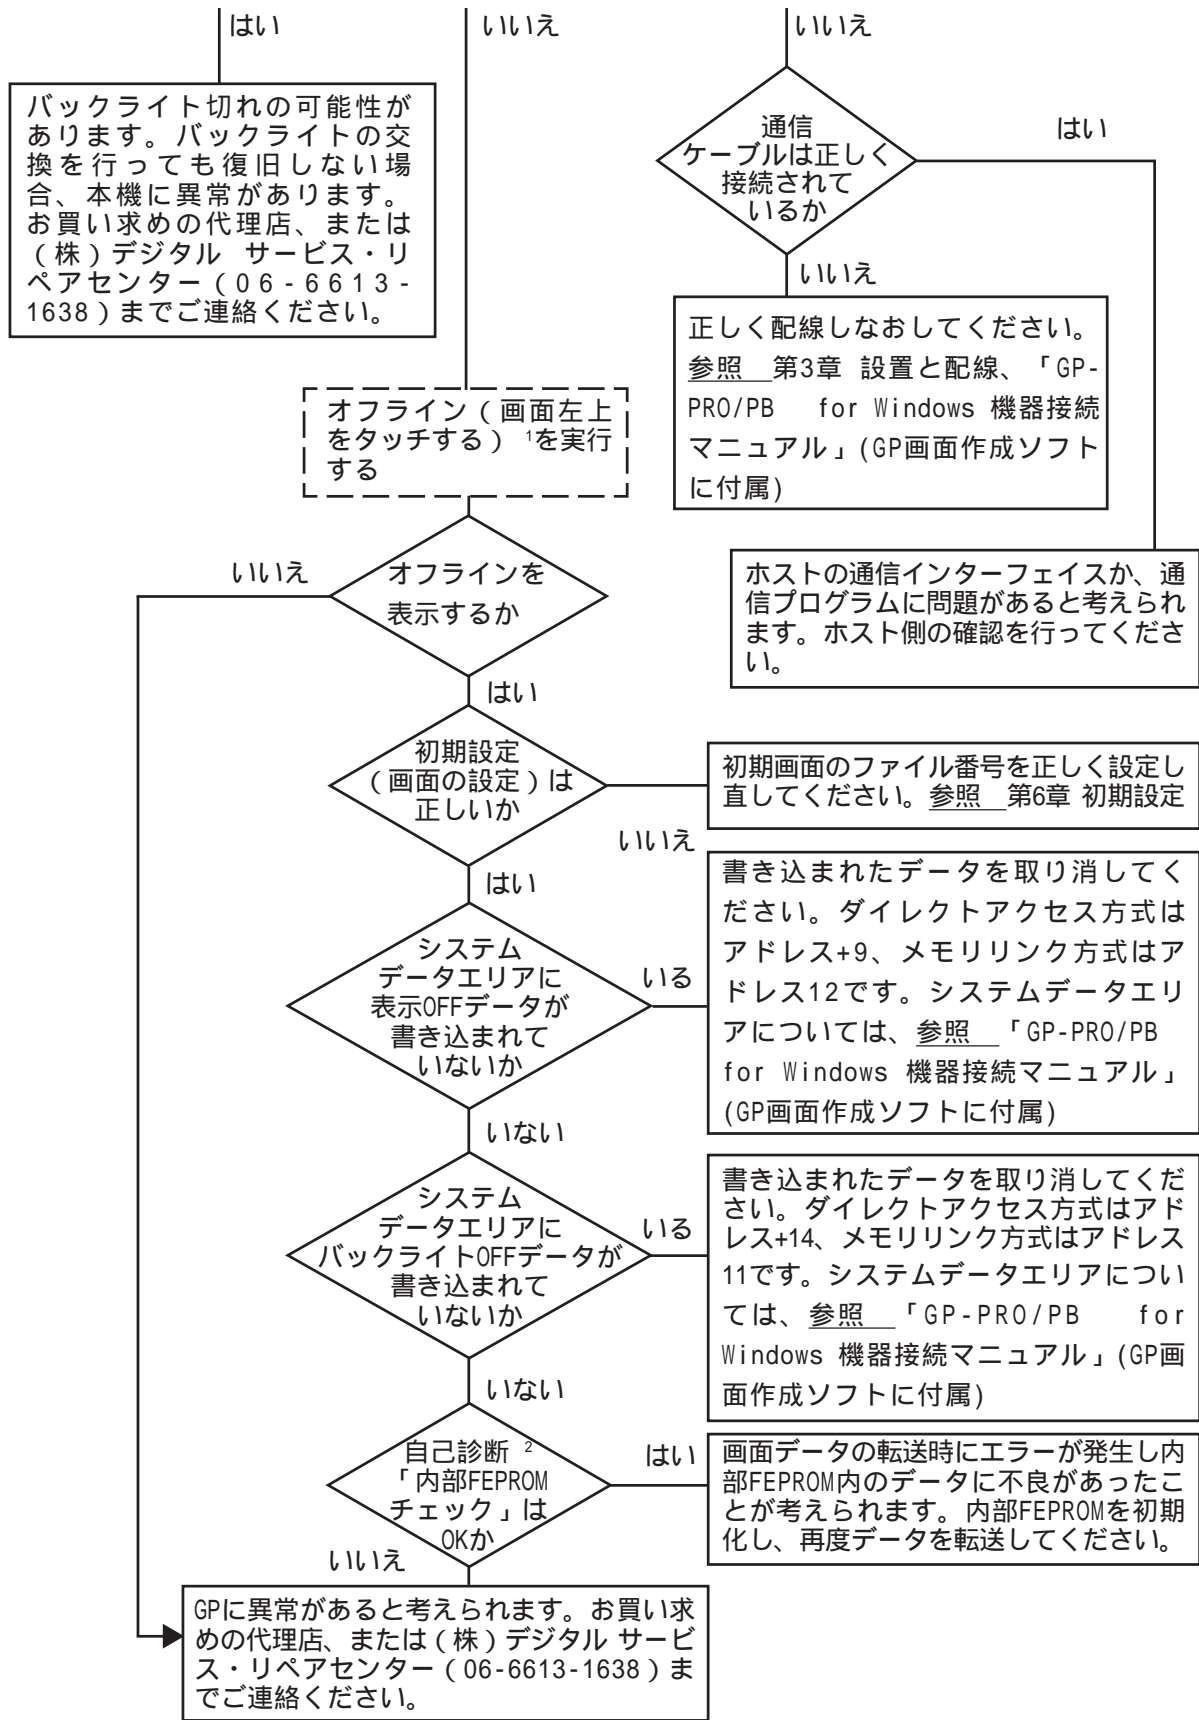 はい
いいえ
いいえ
バックライト切れの可能性が
あります。バックライトの交
換を行っても復旧しない場
合、本機に異常があります。
お買い求めの代理店、または
(株)デジタル サービス・リ
ペアセンター(06-6613-
1638)までご連絡ください。
通信
ケーブルは正しく
接続されて
いるか
はい
いいえ
正しく配線しなおしてください。
参照 第3章 設置と配線、「GP-
PRO/PB for Windows 機器接続
マニュアル」(GP画面作成ソフト
に付属)
オフライン(画面左上
をタッチする) 1を実行
する
ホストの通信インターフェイスか、通
信プログラムに問題があると考えられ
ます。ホスト側の確認を行ってくださ
い。
いいえ
オフラインを
表示するか
はい
初期設定
(画面の設定)は
正しいか
初期画面のファイル番号を正しく設定し
直してください。参照 第6章 初期設定
いいえ
はい
システム
データエリアに
表示OFFデータが
書き込まれて
いないか
いる
書き込まれたデータを取り消してく
ださい。ダイレクトアクセス方式は
アドレス+9、メモリリンク方式はア
ドレス12です。システムデータエリ
アについては、参照 「GP-PRO/PB
for Windows 機器接続マニュアル」
(GP画面作成ソフトに付属)
いない
システム
データエリアに
バックライトOFFデータが
書き込まれて
いないか
いる
書き込まれたデータを取り消してくだ
さい。ダイレクトアクセス方式はアド
レス+14、メモリリンク方式はアドレス
11です。システムデータエリアについ
ては、参照 「GP-PRO/PB for
Windows 機器接続マニュアル」(GP画
面作成ソフトに付属)
いない
自己診断 2
「内部FEPROM
チェック」は
OKか
はい
画面データの転送時にエラーが発生し内
部FEPROM内のデータに不良があったこ
とが考えられます。内部FEPROMを初期
化し、再度データを転送してください。
いいえ
GPに異常があると考えられます。お買い求
めの代理店、または(株)デジタル サービ
ス・リペアセンター(06-6613-1638)ま
でご連絡ください。